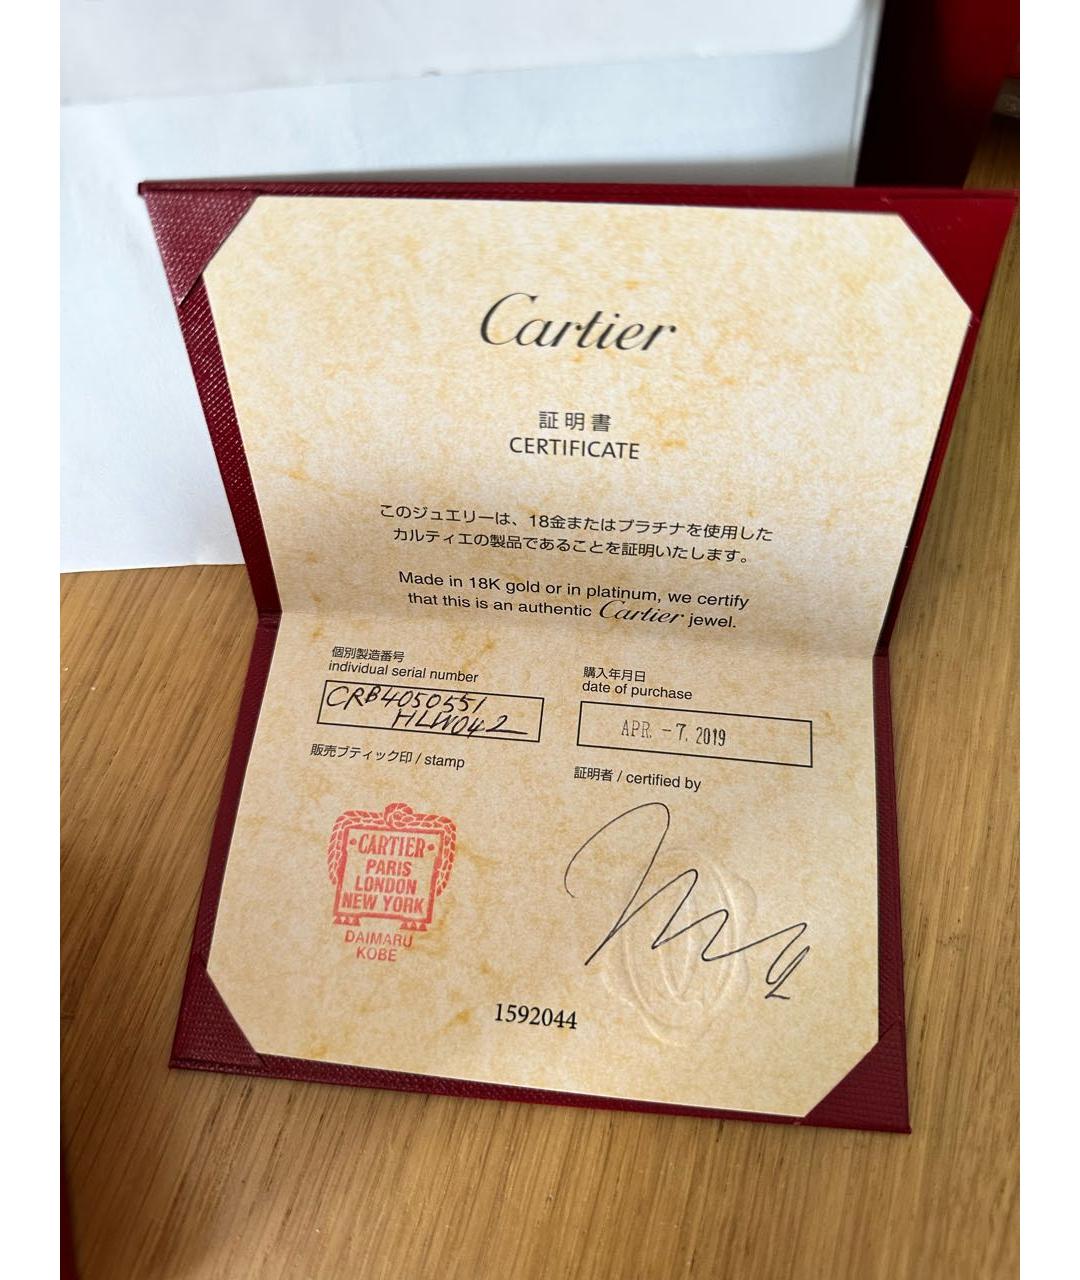 Cartier
証明書
CERTIFICATE
このジュエリーは、18金またはプラチナを使用した
カルティエの製品であることを証明いたします。
Made in 18K gold or in platinum, we certify
that this is an authentic Cartier jewel.
個別製造番号
individual serial number
CRB4050551
HLW042
購入年月日
date of purchase
APR. -7. 2019
販売ブティック印 / stamp
証明者 / certified by
CARTIER
PARIS
LONDON
NEW YORK
DAIMARU
KOBE
1592044